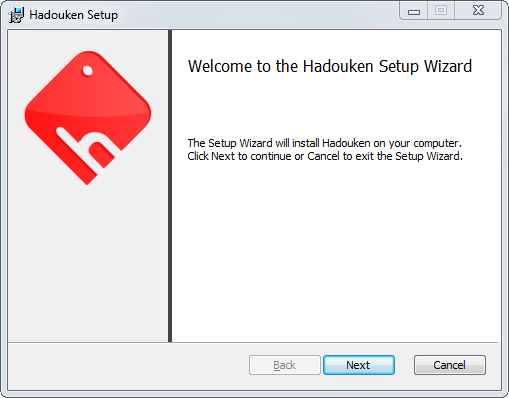 Hadouken Setup
h
Welcome to the Hadouken Setup Wizard
The Setup Wizard will install Hadouken on your computer.
Click Next to continue or Cancel to exit the Setup Wizard.
Back
Next
Cancel